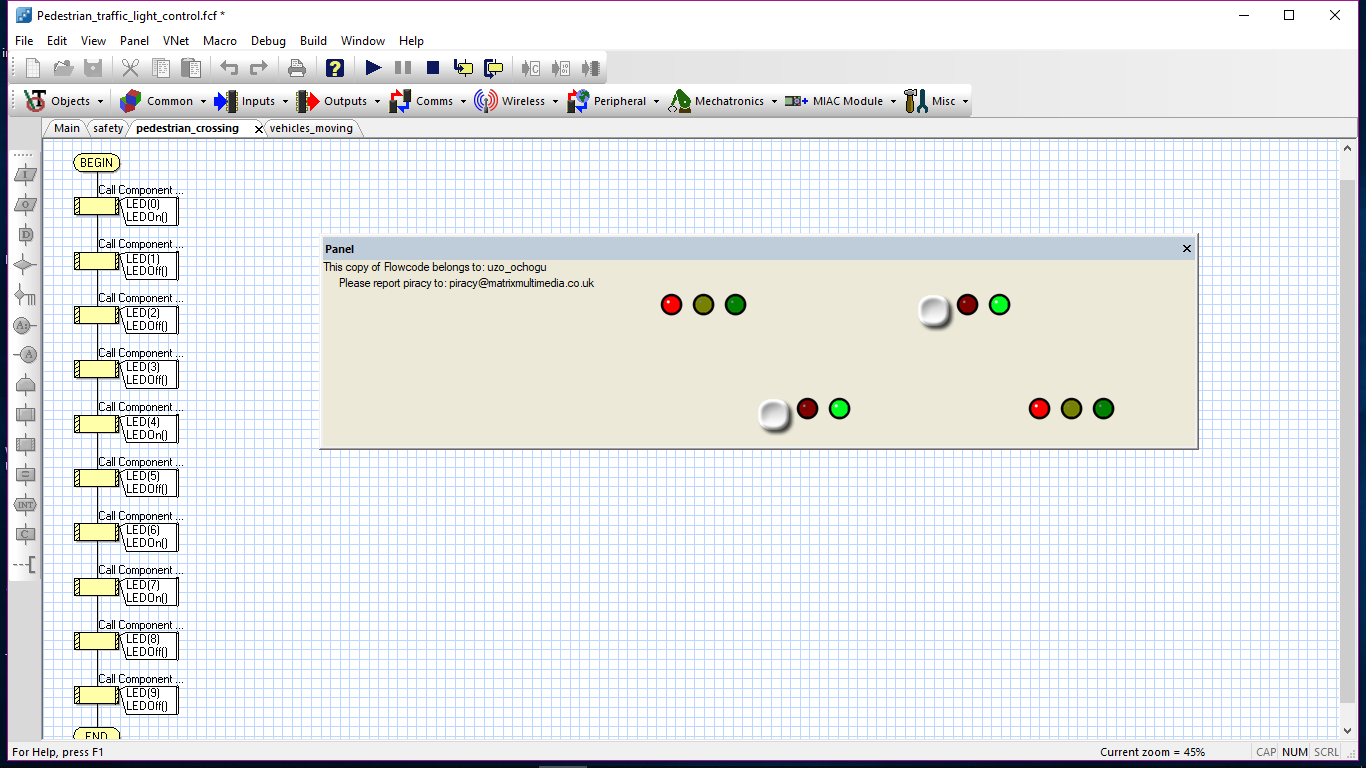 Pedestrian_traffic_light_control.fcf *
File Edit View Panel VNet Macro Debug Build Window Help
Objects Common Inputs Outputs Comms Wireless Peripheral Mechatronics MIAC Module Misc
Main safety pedestrian_crossing vehicles_moving
BEGIN
Call Component ...
LED(0)
LEDOn()
Call Component ...
LED(1)
LEDOff()
Call Component ...
LED(2)
LEDOff()
Call Component ...
LED(3)
LEDOff()
Call Component ...
LED(4)
LEDOn()
Call Component ...
LED(5)
LEDOff()
Call Component ...
LED(6)
LEDOn()
Call Component ...
LED(7)
LEDOn()
Call Component ...
LED(8)
LEDOff()
Call Component ...
LED(9)
LEDOff()
END
Panel
This copy of Flowcode belongs to: uzo_ochogu
Please report piracy to: piracy@matrixmultimedia.co.uk
For Help, press F1
Current zoom = 45%
CAP NUM SCRL